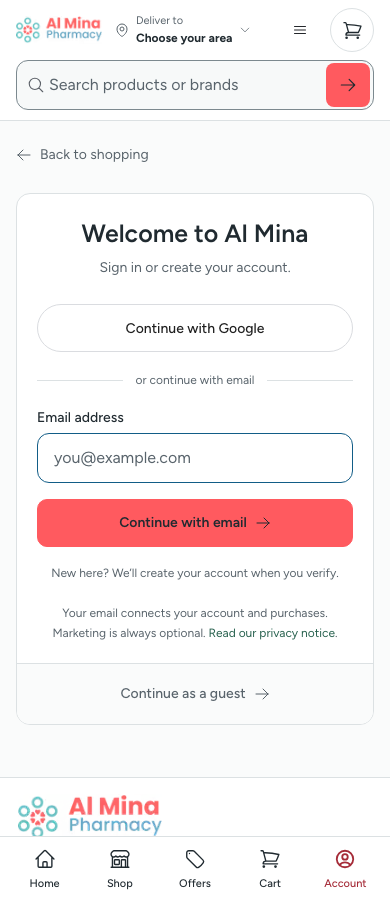 Al Mina
Pharmacy
Deliver to
Choose your area
Search products or brands
Back to shopping
Welcome to Al Mina
Sign in or create your account.
Continue with Google
or continue with email
Email address
you@example.com
Continue with email
New here? We’ll create your account when you verify.
Your email connects your account and purchases.
Marketing is always optional. Read our privacy notice.
Continue as a guest
Al Mina
Pharmacy
Home
Shop
Offers
Cart
Account